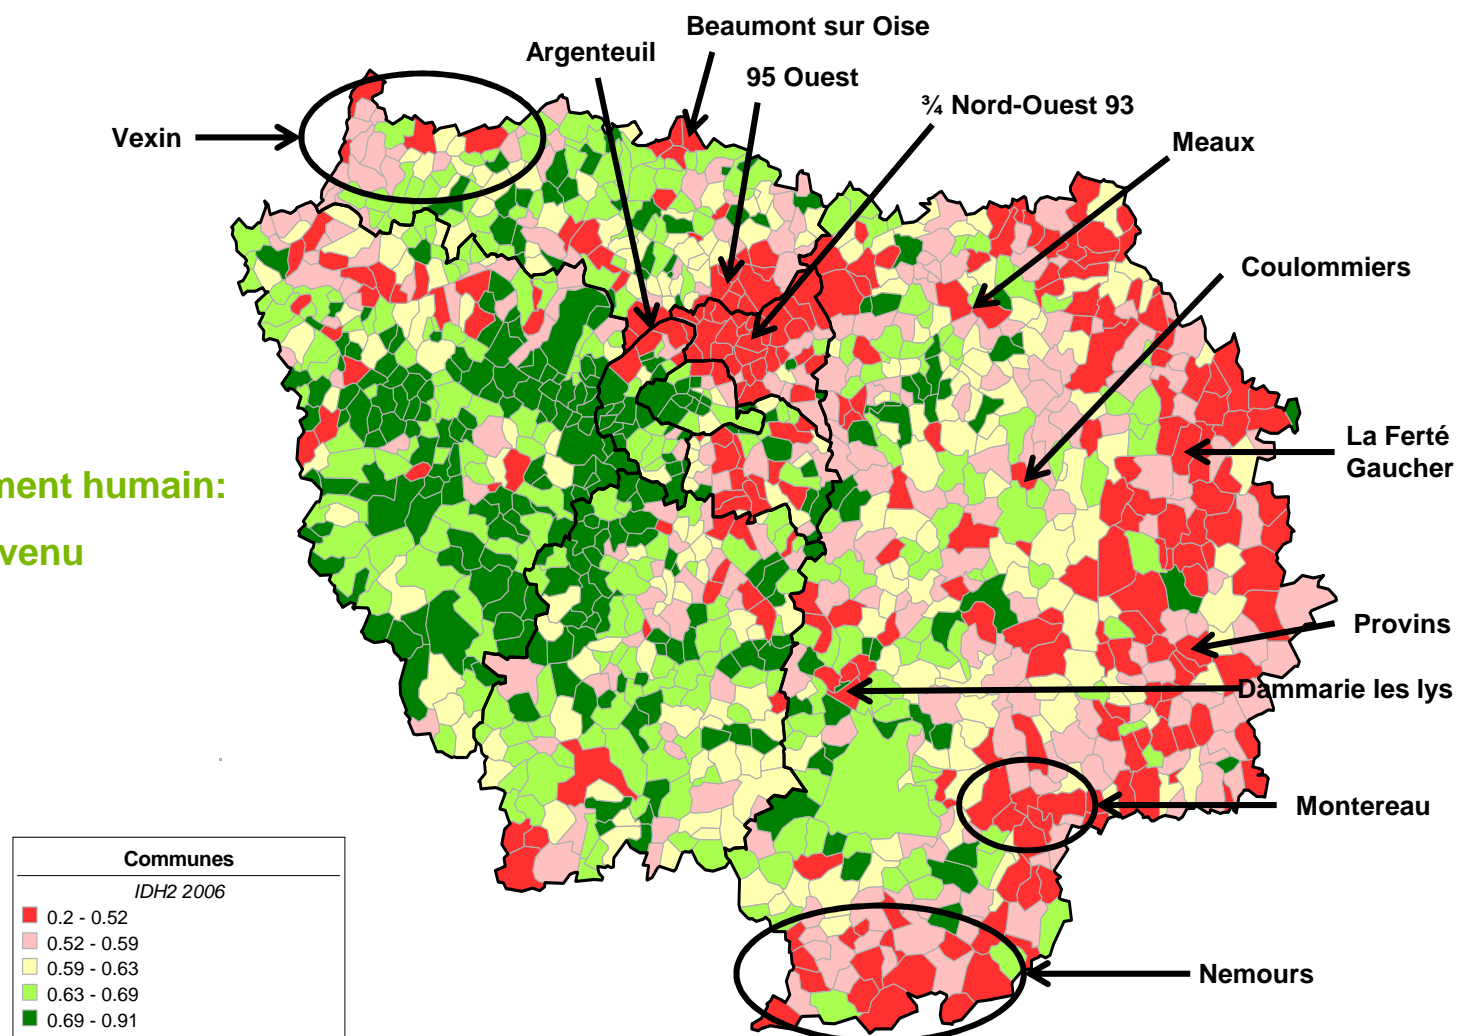 Beaumont sur Oise
Argenteuil
95 Ouest
¾ Nord-Ouest 93
Vexin
Meaux
Coulommiers
La Ferté
Gaucher
ment humain:
venu
Provins
Dammarie les lys
Montereau
Nemours
Communes
IDH2 2006
0.2 - 0.52
0.52 - 0.59
0.59 - 0.63
0.63 - 0.69
0.69 - 0.91